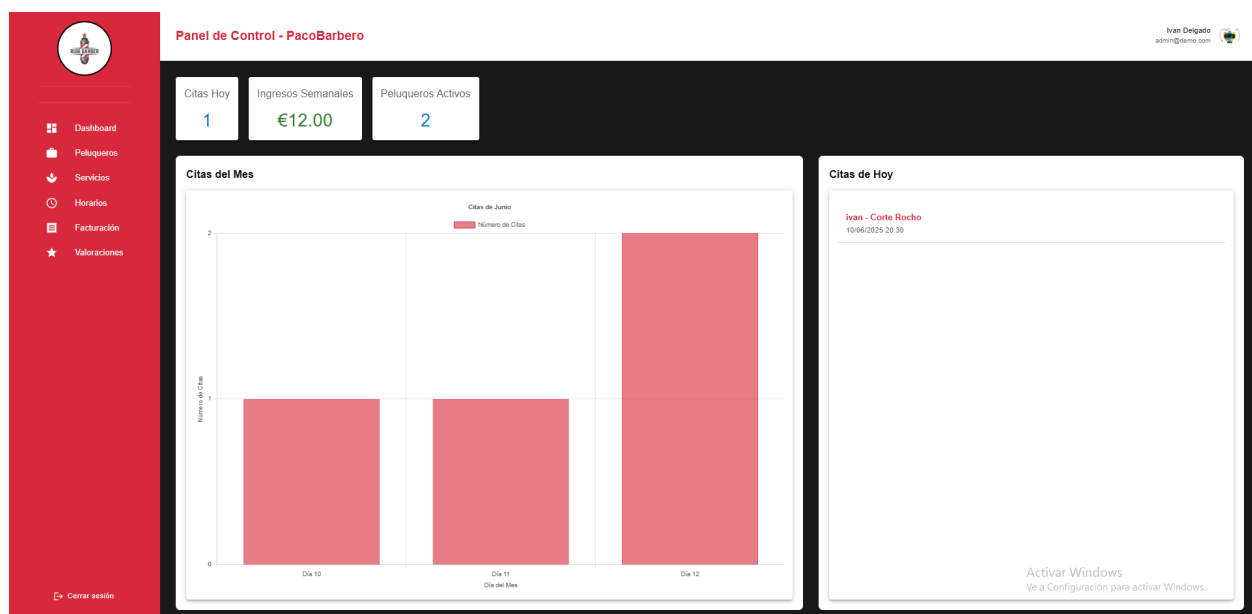 Panel de Control - PacoBarbero
Ivan Delgado
admin@demo.com
Dashboard
Peluqueros
Servicios
Horarios
Facturación
Valoraciones
Cerrar sesión
Citas Hoy
1
Ingresos Semanales
€12.00
Peluqueros Activos
2
Citas del Mes
Citas de Junio
Número de Citas
2
1
0
Número de Citas
Día 10
Día 11
Día 12
Día del Mes
Citas de Hoy
ivan - Corte Rocho
10/06/2025 20:30
Activar Windows
Ve a Configuración para activar Windows.